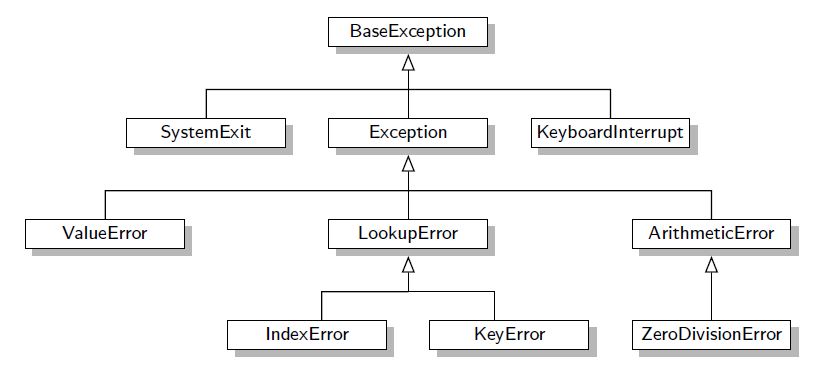 BaseException
SystemExit
Exception
KeyboardInterrupt
ValueError
LookupError
ArithmeticError
IndexError
KeyError
ZeroDivisionError